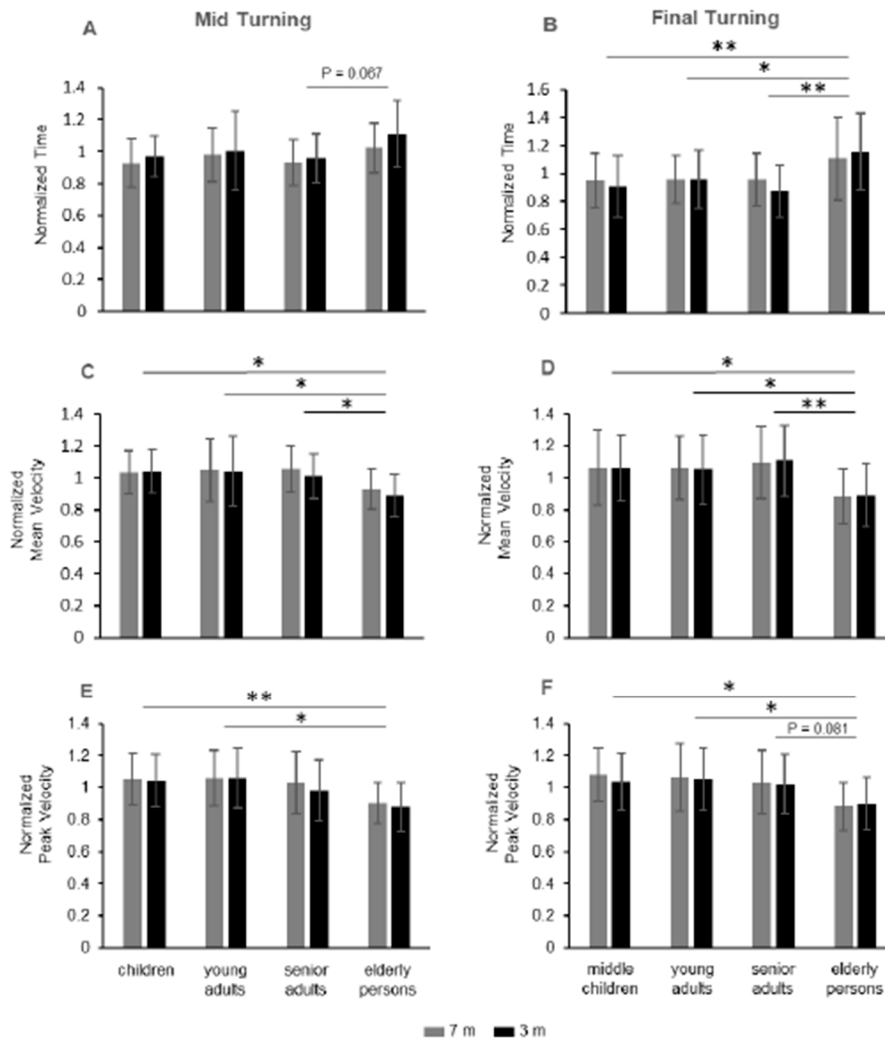 Mid Turning
Final Turning
A
P = 0.067
Normalized Time
1.4
1.2
1
0.8
0.6
0.4
0.2
0
B
**
*
**
Normalized Time
1.6
1.4
1.2
1
0.8
0.6
0.4
0.2
0
C
*
*
*
Normalized
Mean Velocity
1.4
1.2
1
0.8
0.6
0.4
0.2
0
D
*
*
**
Normalized
Mean Velocity
1.4
1.2
1
0.8
0.6
0.4
0.2
0
E
**
*
Normalized
Peak Velocity
1.4
1.2
1
0.8
0.6
0.4
0.2
0
children
young
adults
senior
adults
elderly
persons
F
*
*
P = 0.081
Normalized
Peak Velocity
1.4
1.2
1
0.8
0.6
0.4
0.2
0
middle
children
young
adults
senior
adults
elderly
persons
7 m
3 m